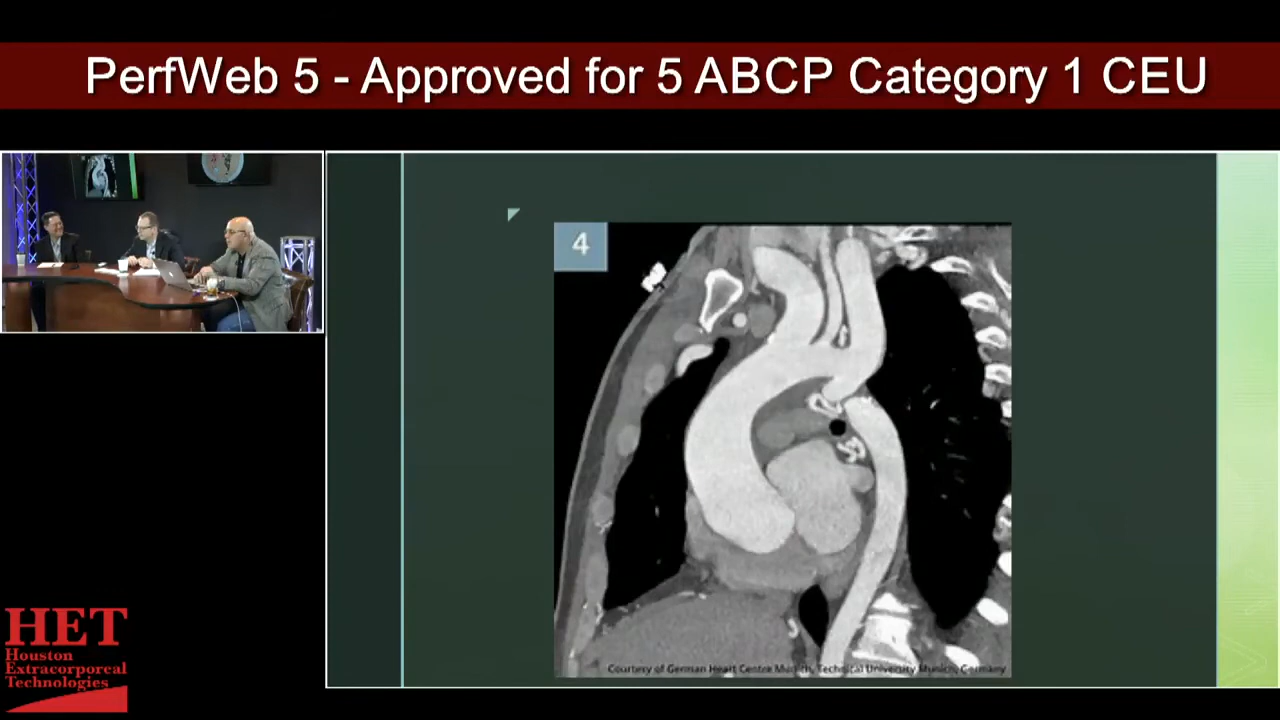 PerfWeb 5 - Approved for 5 ABCP Category 1 CEU
4
Courtesy of German Heart Centre Munich, Technical University Munich, Germany
HET
Houston
Extracorporeal
Technologies